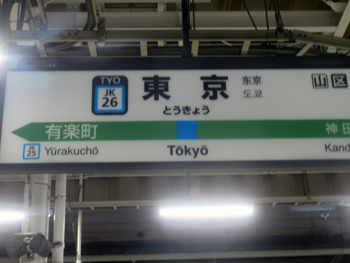 TYO
JK
26
東京
とうきょう
东京
도쿄
山区
有楽町
神田
JK
25
Yūrakuchō
Tōkyō
Kand